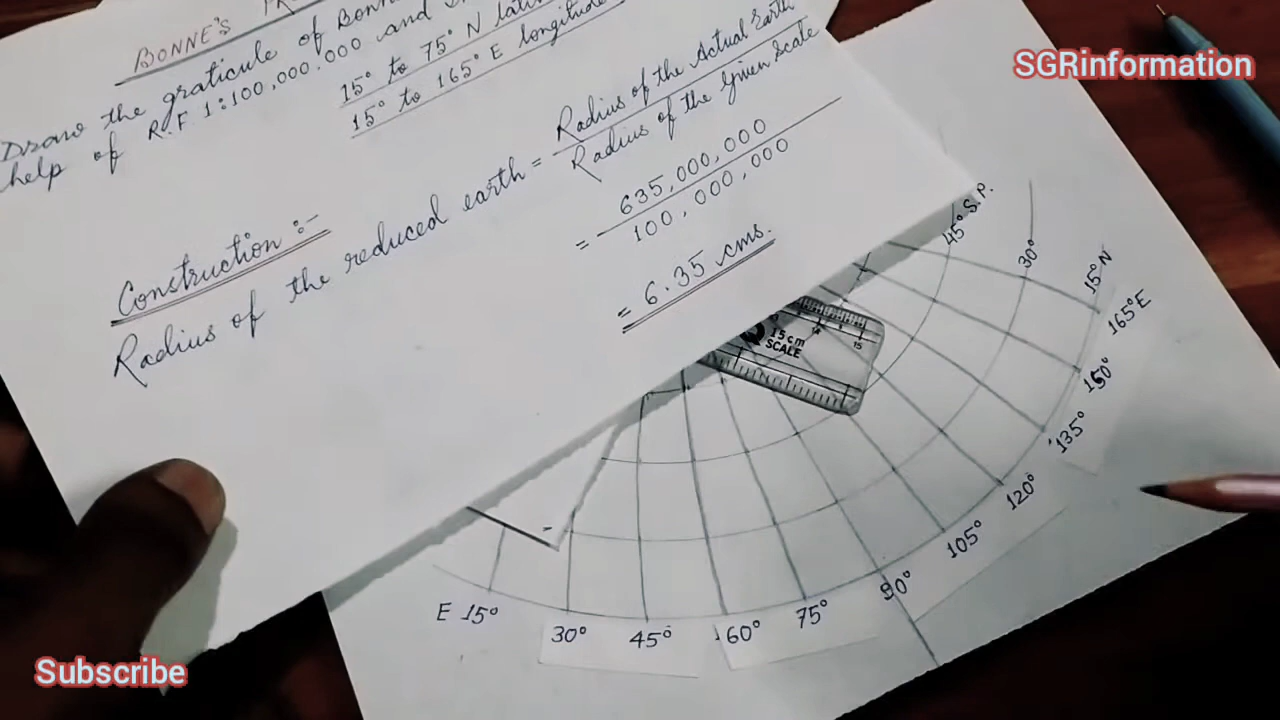 BONNE'S
Draw the graticule of Bonne
help of R.F. 1:100,000.000 and
15° to 75° N
15° to 165° E longitude
Construction :-
Radius of the reduced earth = Radius of the Actual Earth
Radius of the Given Scale
= 635,000,000
100,000,000
= 6.35 cms.
SGRinformation
45° S.P.
30°
15° N
165° E
150°
135°
120°
105°
90°
75°
60°
45°
30°
E 15°
15cm
SCALE
15
Subscribe